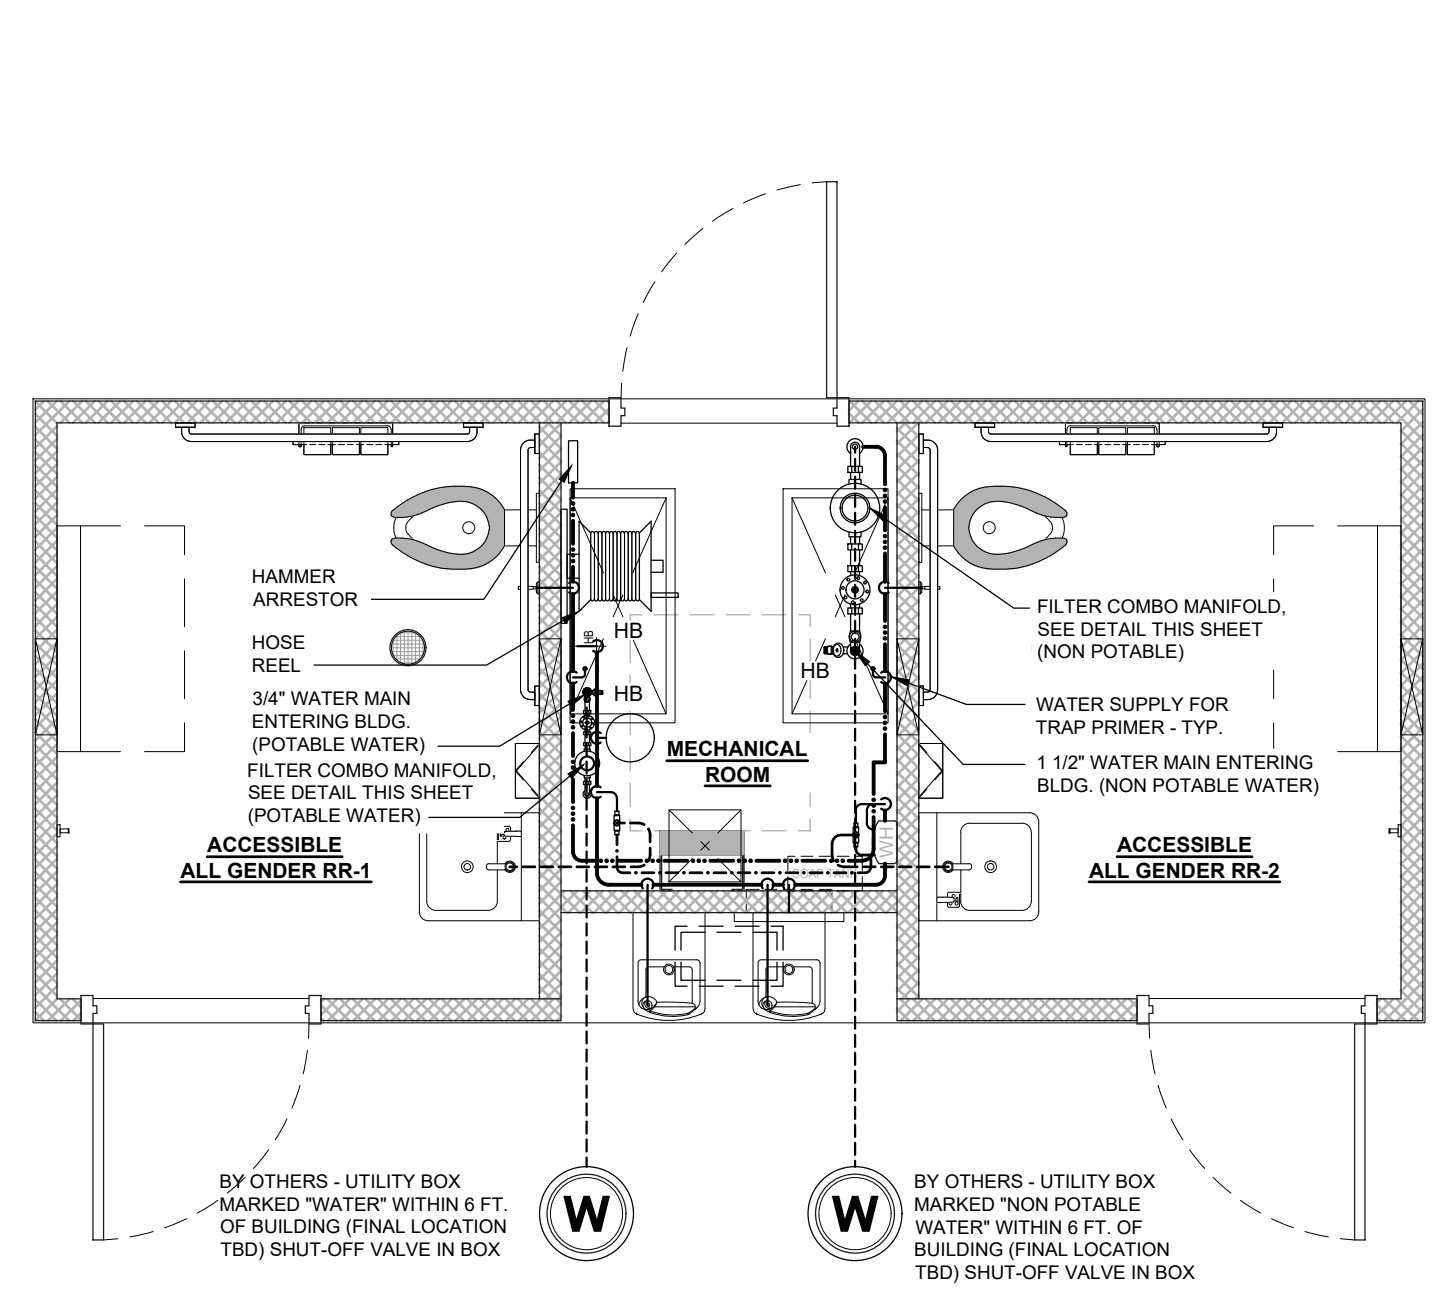 HAMMER
ARRESTOR
HOSE
REEL
3/4" WATER MAIN
ENTERING BLDG.
(POTABLE WATER)
FILTER COMBO MANIFOLD,
SEE DETAIL THIS SHEET
(POTABLE WATER)
ACCESSIBLE
ALL GENDER RR-1
HB
HB
HB
HB
MECHANICAL
ROOM
WH
SOAP TANK
FILTER COMBO MANIFOLD,
SEE DETAIL THIS SHEET
(NON POTABLE)
WATER SUPPLY FOR
TRAP PRIMER - TYP.
1 1/2" WATER MAIN ENTERING
BLDG. (NON POTABLE WATER)
ACCESSIBLE
ALL GENDER RR-2
BY OTHERS - UTILITY BOX
MARKED "WATER" WITHIN 6 FT.
OF BUILDING (FINAL LOCATION
TBD) SHUT-OFF VALVE IN BOX
W
W
BY OTHERS - UTILITY BOX
MARKED "NON POTABLE
WATER" WITHIN 6 FT. OF
BUILDING (FINAL LOCATION
TBD) SHUT-OFF VALVE IN BOX